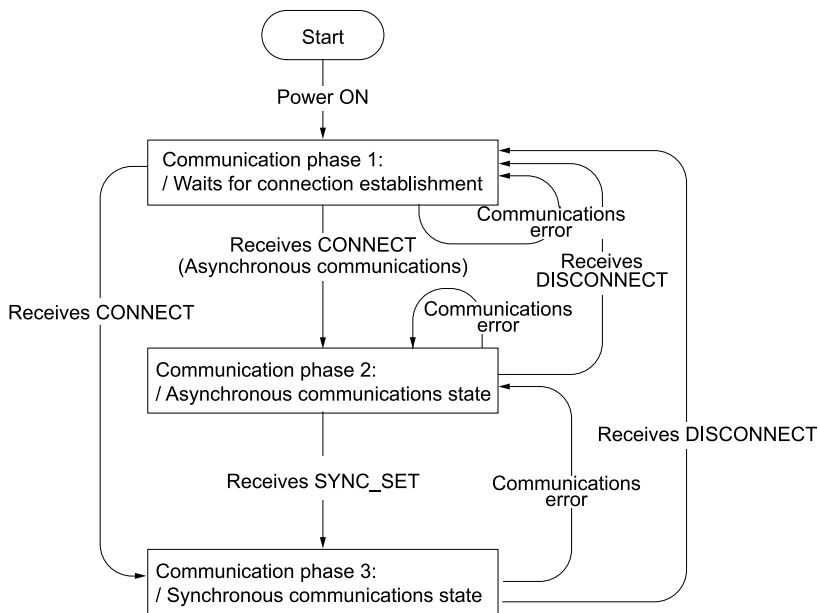 Start
Power ON
Communication phase 1:
/ Waits for connection establishment
Communications
error
Receives CONNECT
(Asynchronous communications)
Receives
DISCONNECT
Receives CONNECT
Communications
error
Communication phase 2:
/ Asynchronous communications state
Receives DISCONNECT
Receives SYNC_SET
Communications
error
Communication phase 3:
/ Synchronous communications state